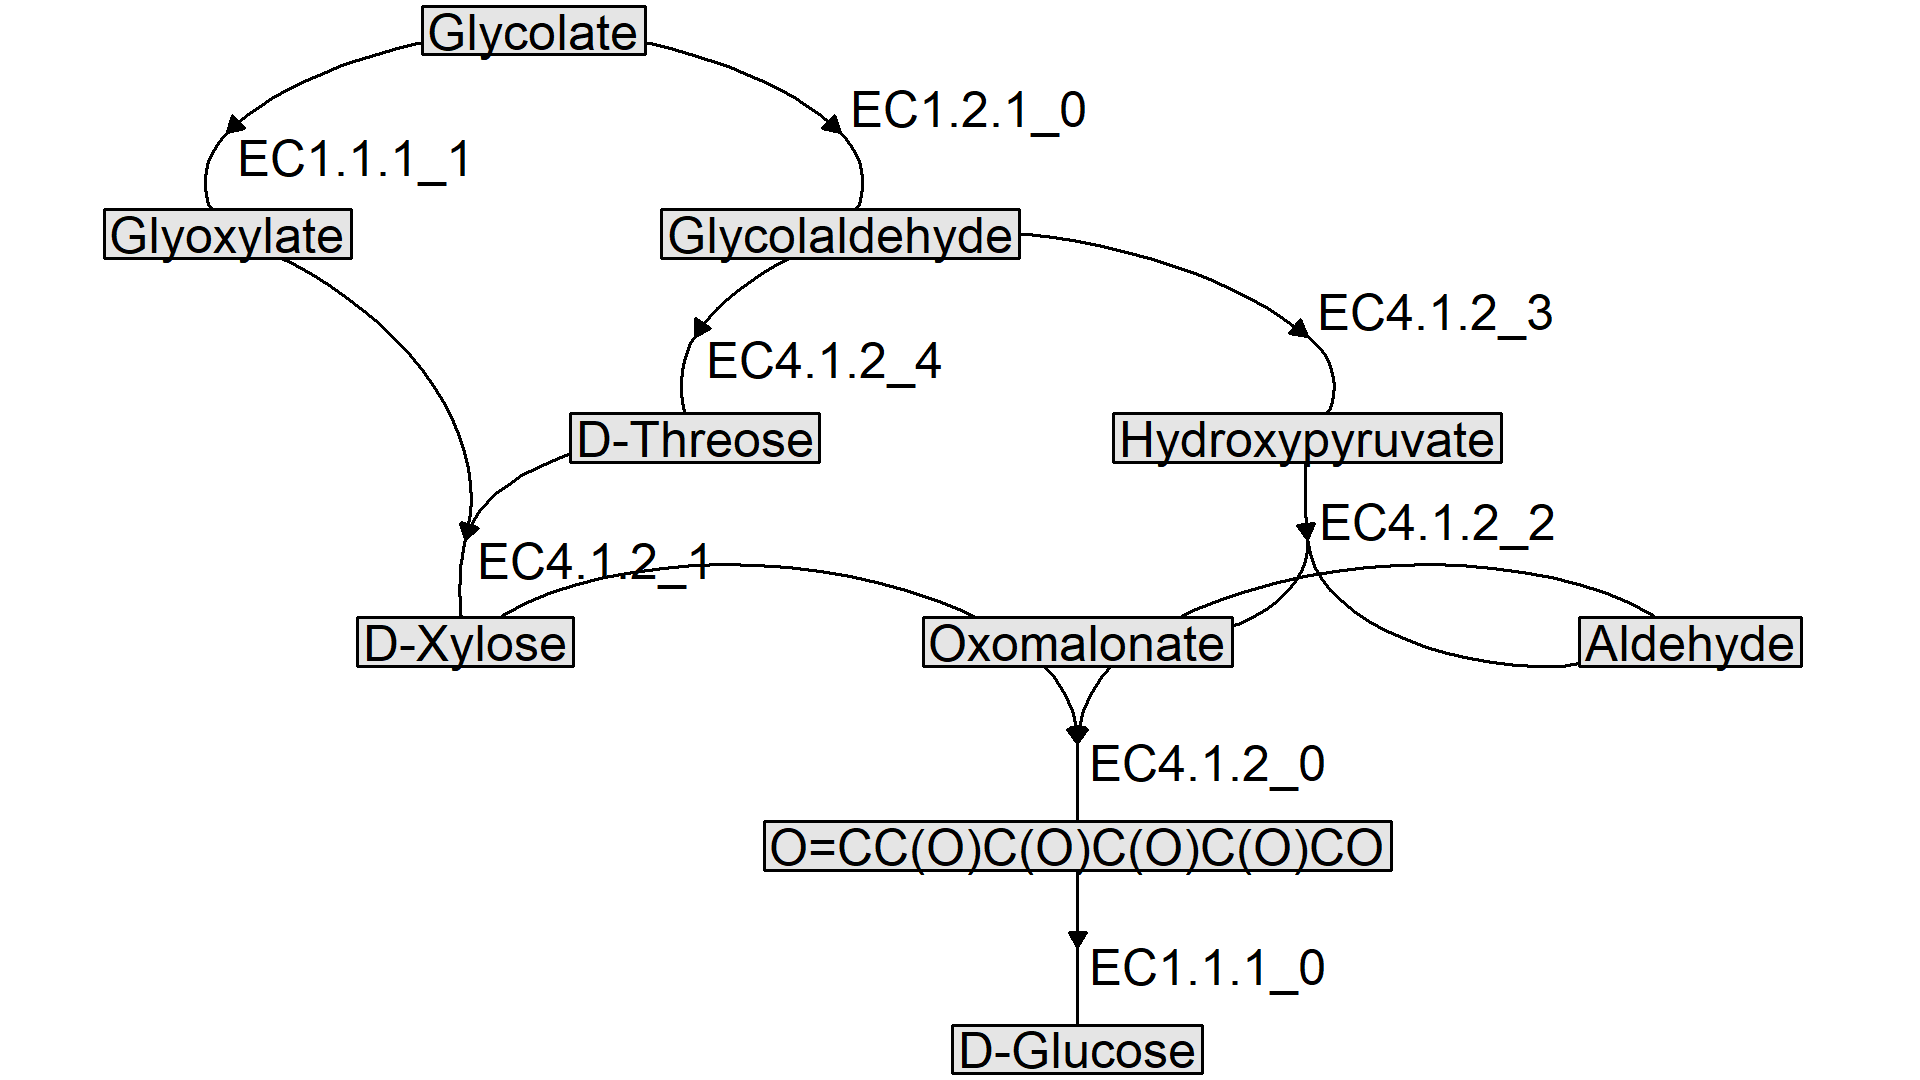 Glycolate
EC1.2.1_0
EC1.1.1_1
Glyoxylate
Glycolaldehyde
EC4.1.2_3
EC4.1.2_4
D-Threose
Hydroxypyruvate
EC4.1.2_2
EC4.1.2_1
D-Xylose
Oxomalonate
Aldehyde
EC4.1.2_0
O=CC(O)C(O)C(O)C(O)CO
EC1.1.1_0
D-Glucose